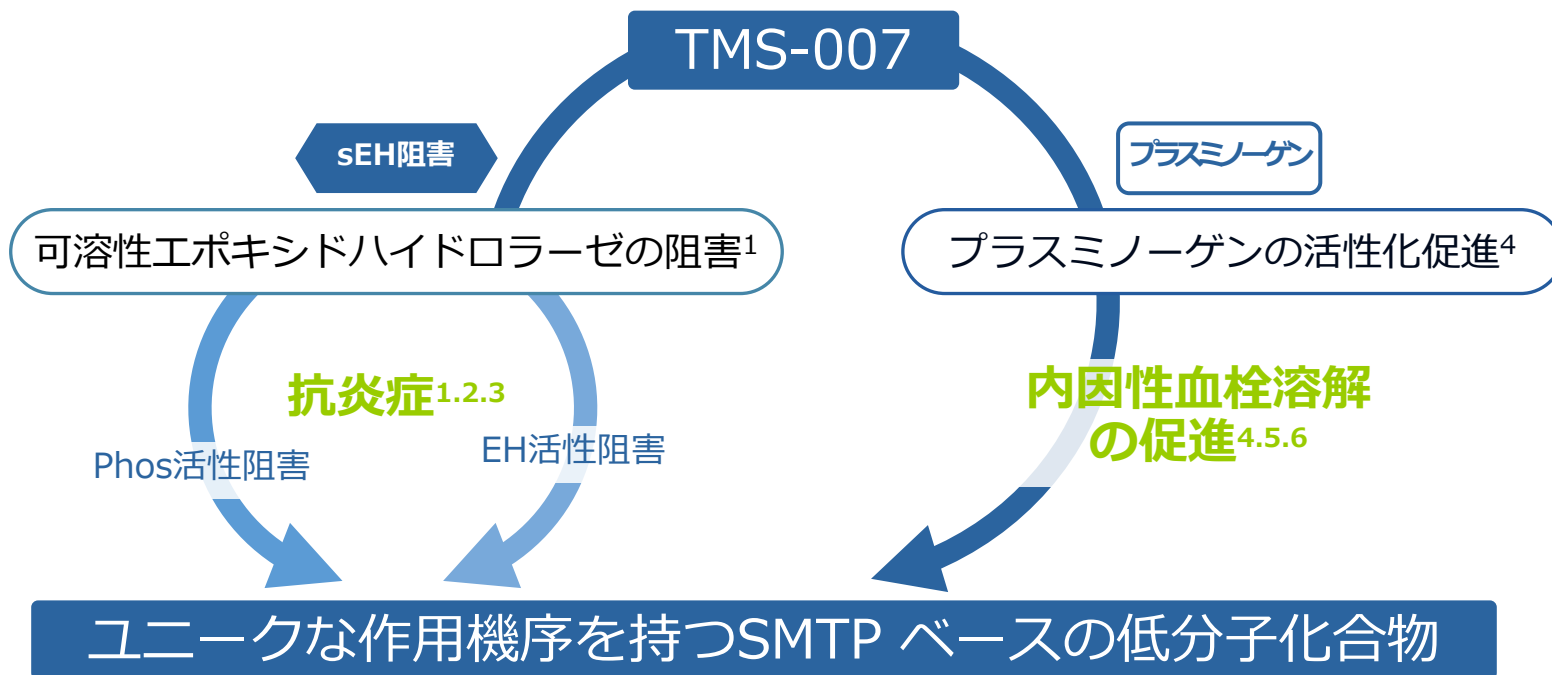 TMS-007
sEH阻害
プラスミノーゲン
可溶性エポキシドハイドロラーゼの阻害1
プラスミノーゲンの活性化促進4
抗炎症1.2.3
Phos活性阻害
EH活性阻害
内因性血栓溶解
の促進4.5.6
ユニークな作用機序を持つSMTP ベースの低分子化合物